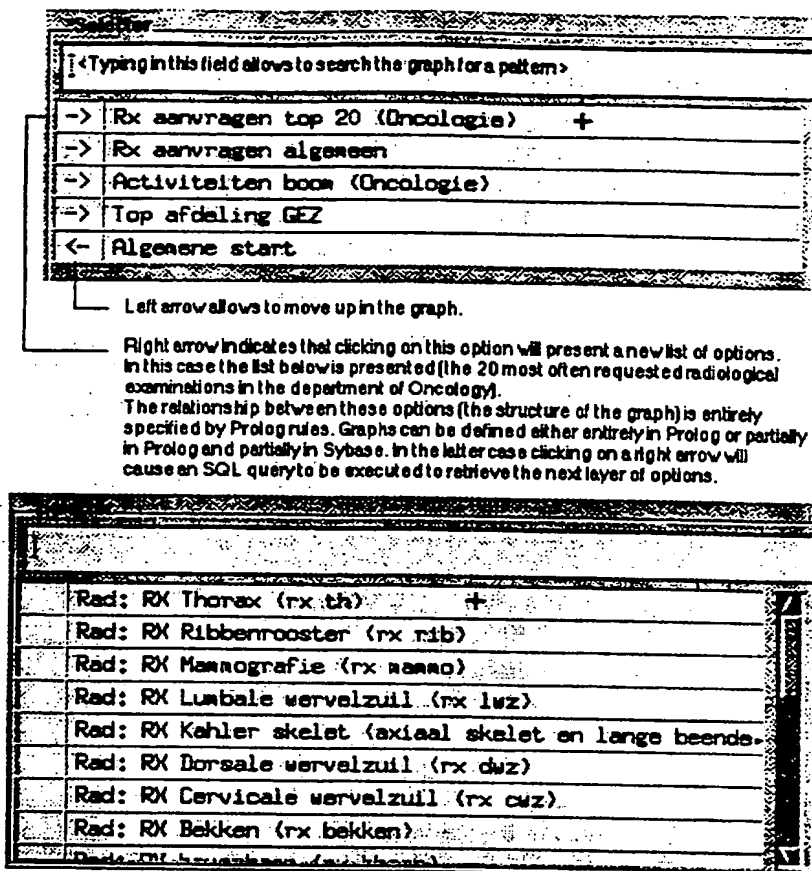 <Typing in this field allows to search the graph for a pattern>
-> Rx aanvragen top 20 (Oncologie) +
-> Rx aanvragen algemeen
-> Activiteiten boom (Oncologie)
-> Top afdeling GEZ
<- Algemene start
Left arrow allows to move up in the graph.
Right arrow indicates that clicking on this option will present a new list of options.
In this case the list below is presented (the 20 most often requested radiological
examinations in the department of Oncology).
The relationship between these options (the structure of the graph) is entirely
specified by Prolog rules. Graphs can be defined either entirely in Prolog or partially
in Prolog and partially in Sybase. In the latter case clicking on a right arrow will
cause an SQL query to be executed to retrieve the next layer of options.
Rad: RX Thorax (rx th) +
Rad: RX Ribbenrooster (rx rib)
Rad: RX Mammografie (rx mammo)
Rad: RX Lumbale wervelzuil (rx lwz)
Rad: RX Kahler skelet (axiaal skelet en lange beende
Rad: RX Dorsale wervelzuil (rx dwz)
Rad: RX Cervicale wervelzuil (rx cwz)
Rad: RX Bekken (rx bekken)